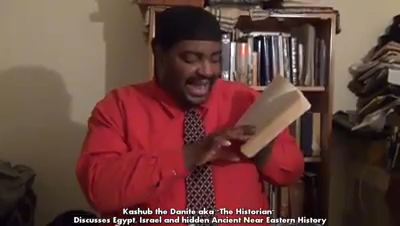 Kashub the Danite aka "The Historian"
Discusses Egypt, Israel and hidden Ancient Near Eastern History